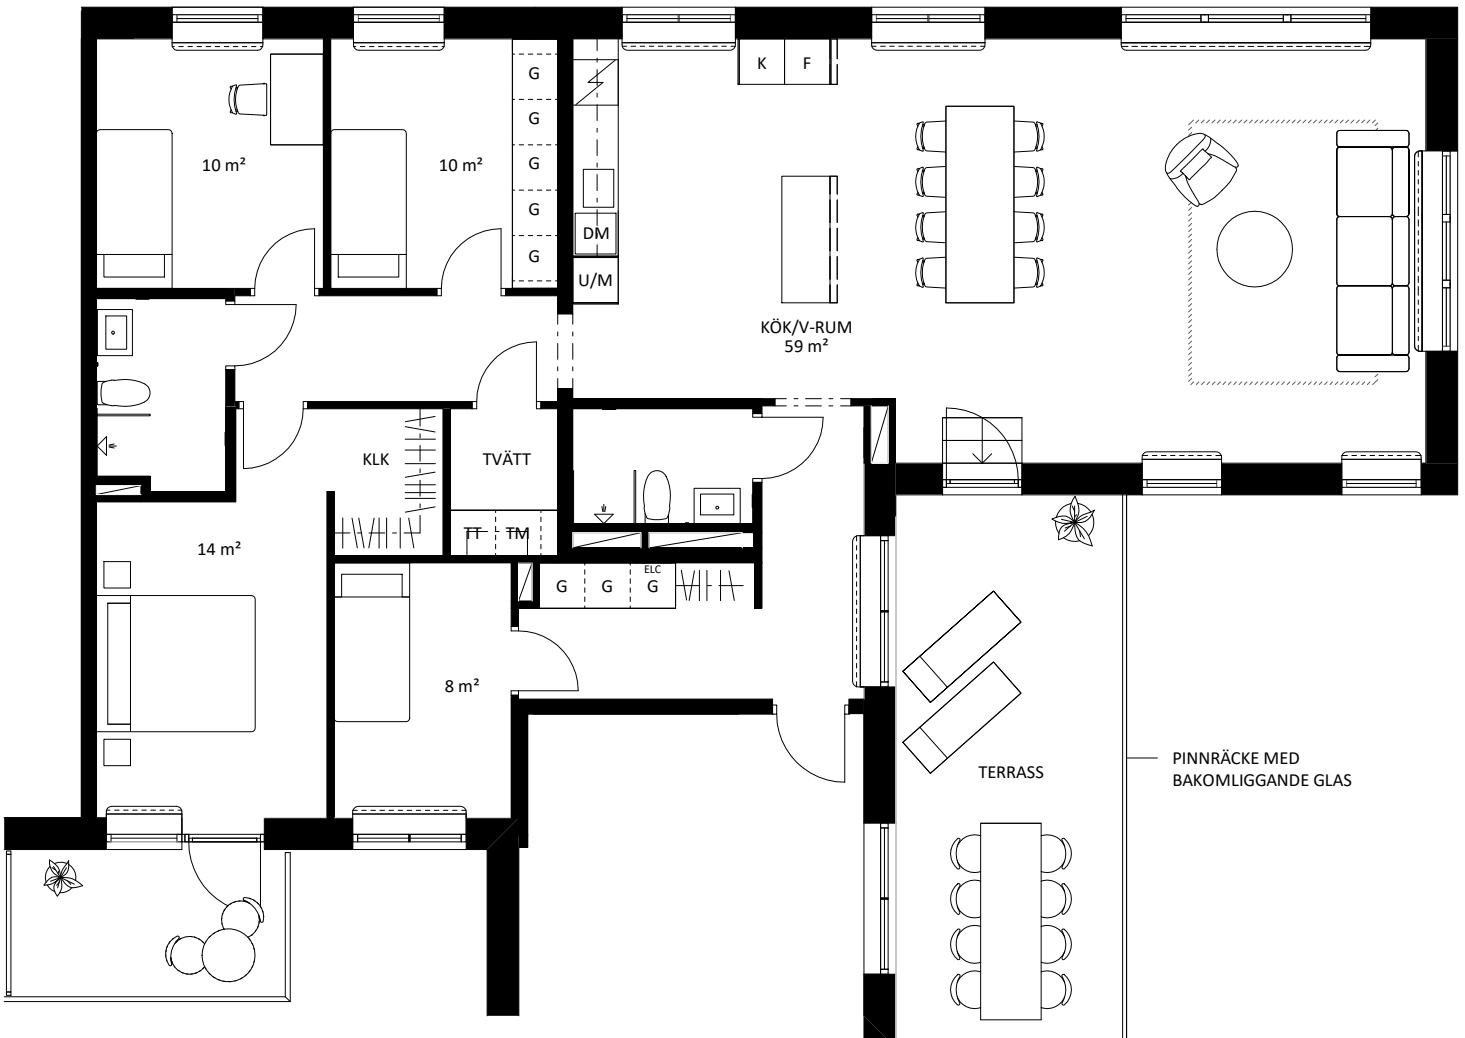 K F
G
G
G
G
G
10 m²
10 m²
DM
U/M
KÖK/V-RUM
59 m²
KLK
TVÄTT
TT TM
14 m²
ELC
G G G
8 m²
TERRASS
PINNRÄCKE MED
BAKOMLIGGANDE GLAS